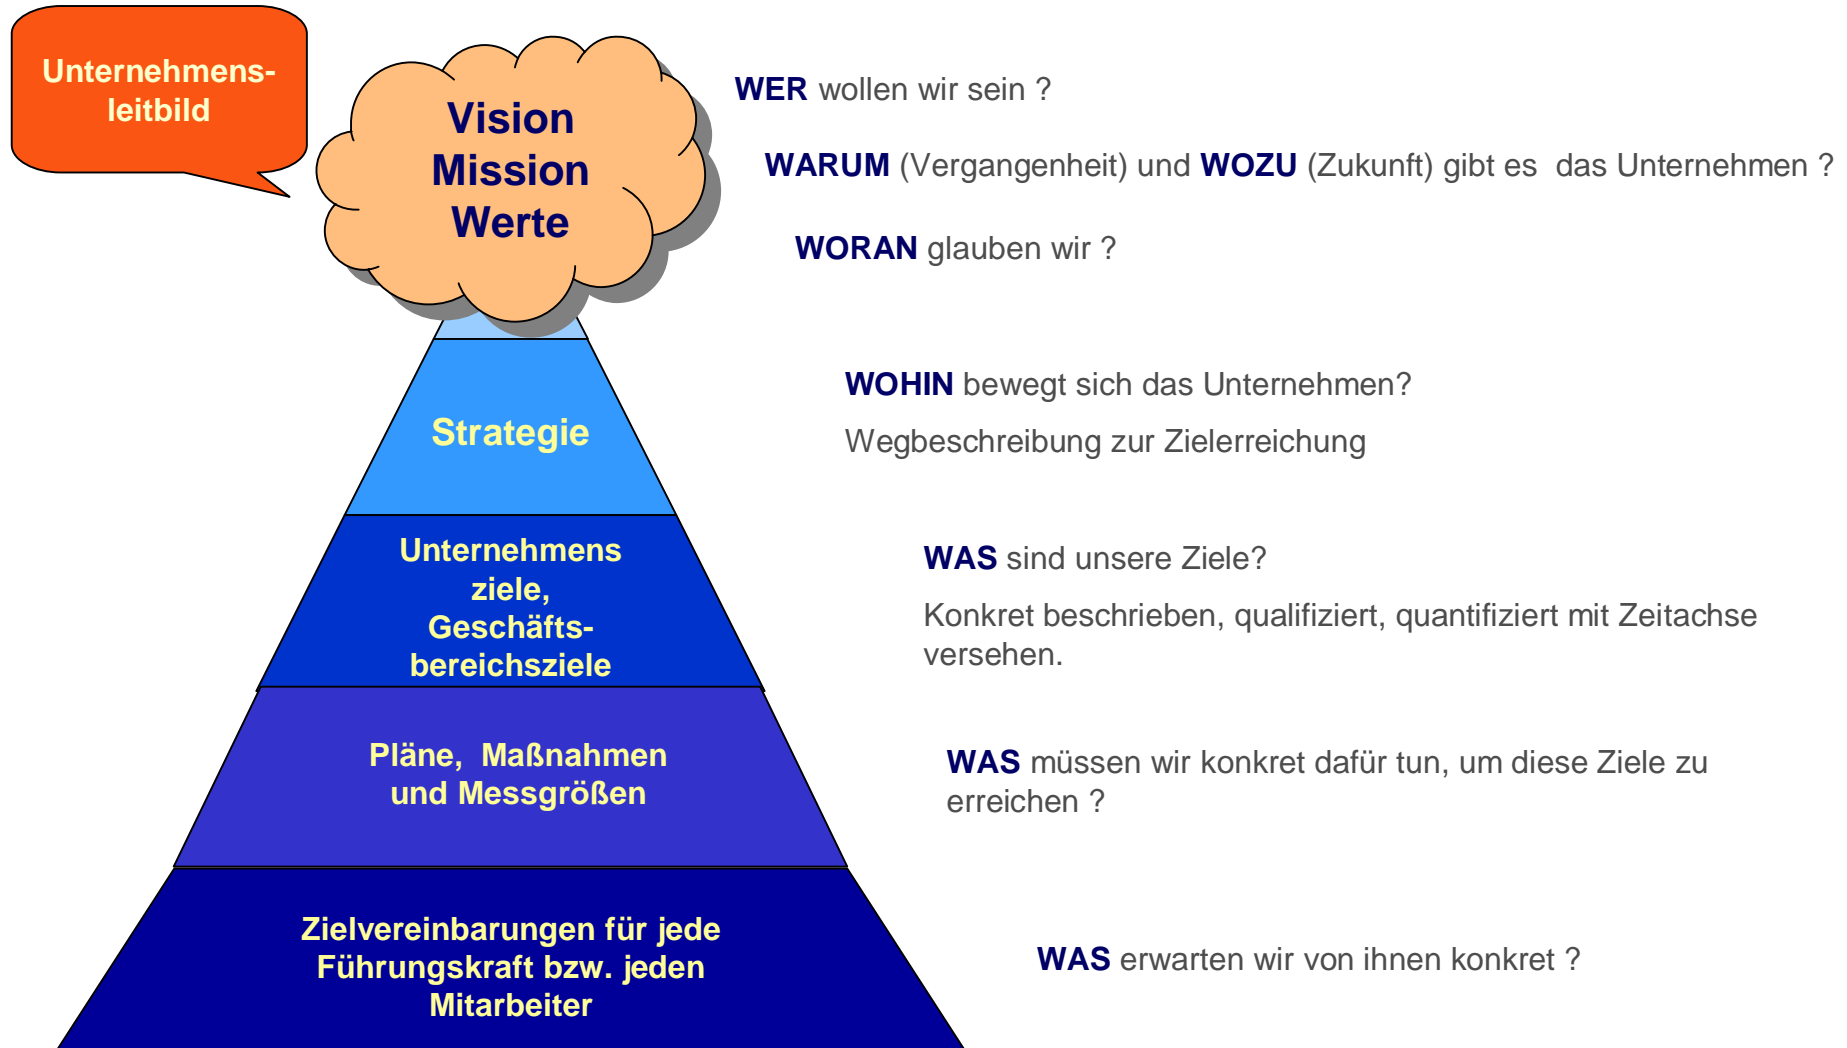 Unternehmens-
leitbild
Vision
Mission
Werte
WER wollen wir sein ?
WARUM (Vergangenheit) und WOZU (Zukunft) gibt es  das Unternehmen ?
WORAN glauben wir ?
Strategie
WOHIN bewegt sich das Unternehmen?
Wegbeschreibung zur Zielerreichung
Unternehmens
ziele,
Geschäfts-
bereichsziele
WAS sind unsere Ziele?
Konkret beschrieben, qualifiziert, quantifiziert mit Zeitachse
versehen.
Pläne,  Maßnahmen
und Messgrößen
WAS müssen wir konkret dafür tun, um diese Ziele zu
erreichen ?
Zielvereinbarungen für jede
Führungskraft bzw. jeden
Mitarbeiter
WAS erwarten wir von ihnen konkret ?